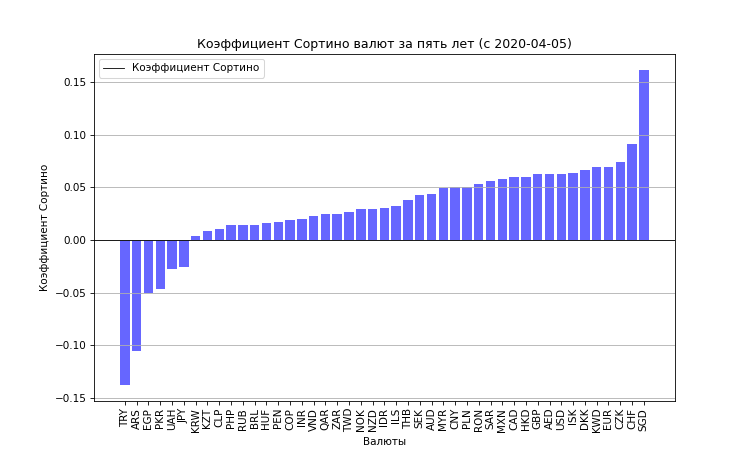 Коэффициент Сортино валют за пять лет (с 2020-04-05)
Коэффициент Сортино
0.15
0.10
0.05
0.00
−0.05
−0.10
−0.15
Коэффициент Сортино
TRY
ARS
EGP
PKR
UAH
JPY
KRW
KZT
CLP
PHP
RUB
BRL
HUF
PEN
COP
INR
VND
QAR
ZAR
TWD
NOK
NZD
IDR
ILS
THB
SEK
AUD
MYR
CNY
PLN
RON
SAR
MXN
CAD
HKD
GBP
AED
USD
ISK
DKK
KWD
EUR
CZK
CHF
SGD
Валюты